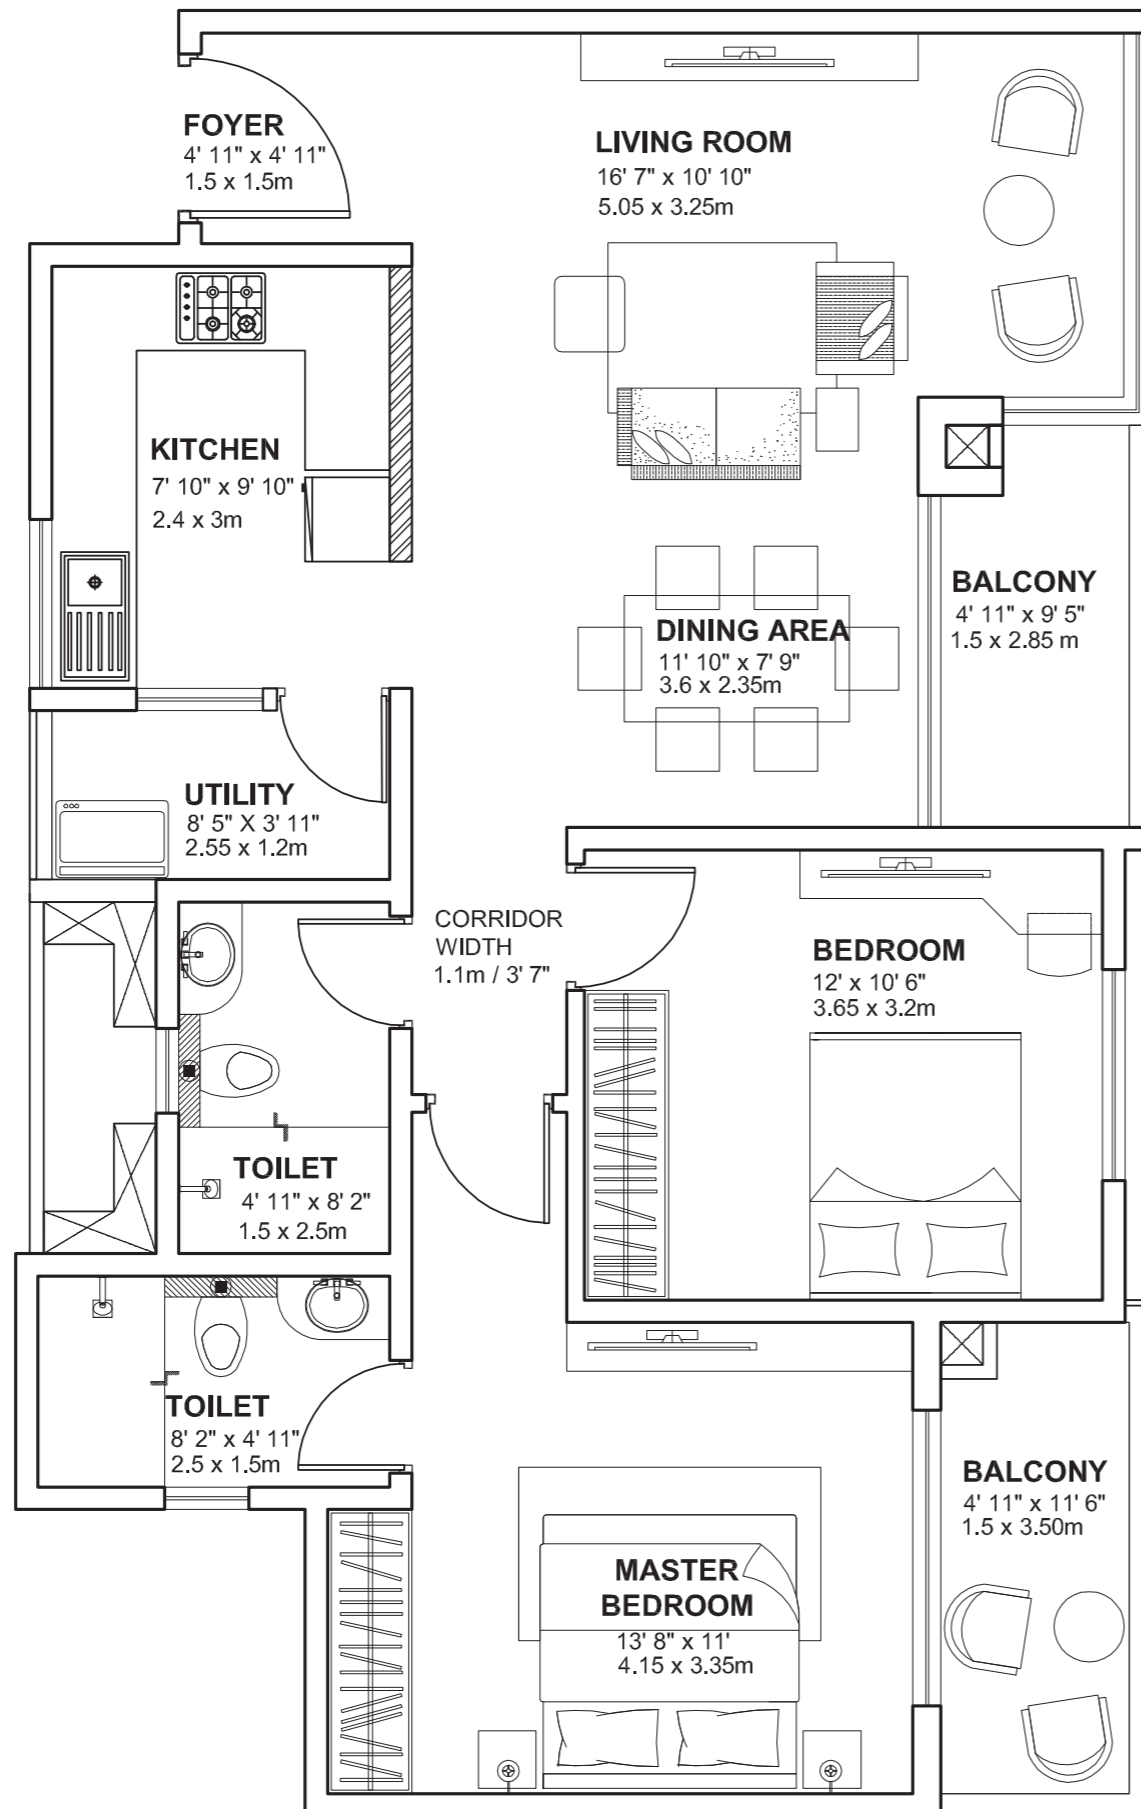 FOYER
4' 11" x 4' 11"
1.5 x 1.5m
LIVING ROOM
16' 7" x 10' 10"
5.05 x 3.25m
KITCHEN
7' 10" x 9' 10"
2.4 x 3m
BALCONY
4' 11" x 9' 5"
1.5 x 2.85 m
DINING AREA
11' 10" x 7' 9"
3.6 x 2.35m
UTILITY
8' 5" X 3' 11"
2.55 x 1.2m
CORRIDOR
WIDTH
1.1m / 3' 7"
BEDROOM
12' x 10' 6"
3.65 x 3.2m
TOILET
4' 11" x 8' 2"
1.5 x 2.5m
TOILET
8' 2" x 4' 11"
2.5 x 1.5m
BALCONY
4' 11" x 11' 6"
1.5 x 3.50m
MASTER
BEDROOM
13' 8" x 11'
4.15 x 3.35m